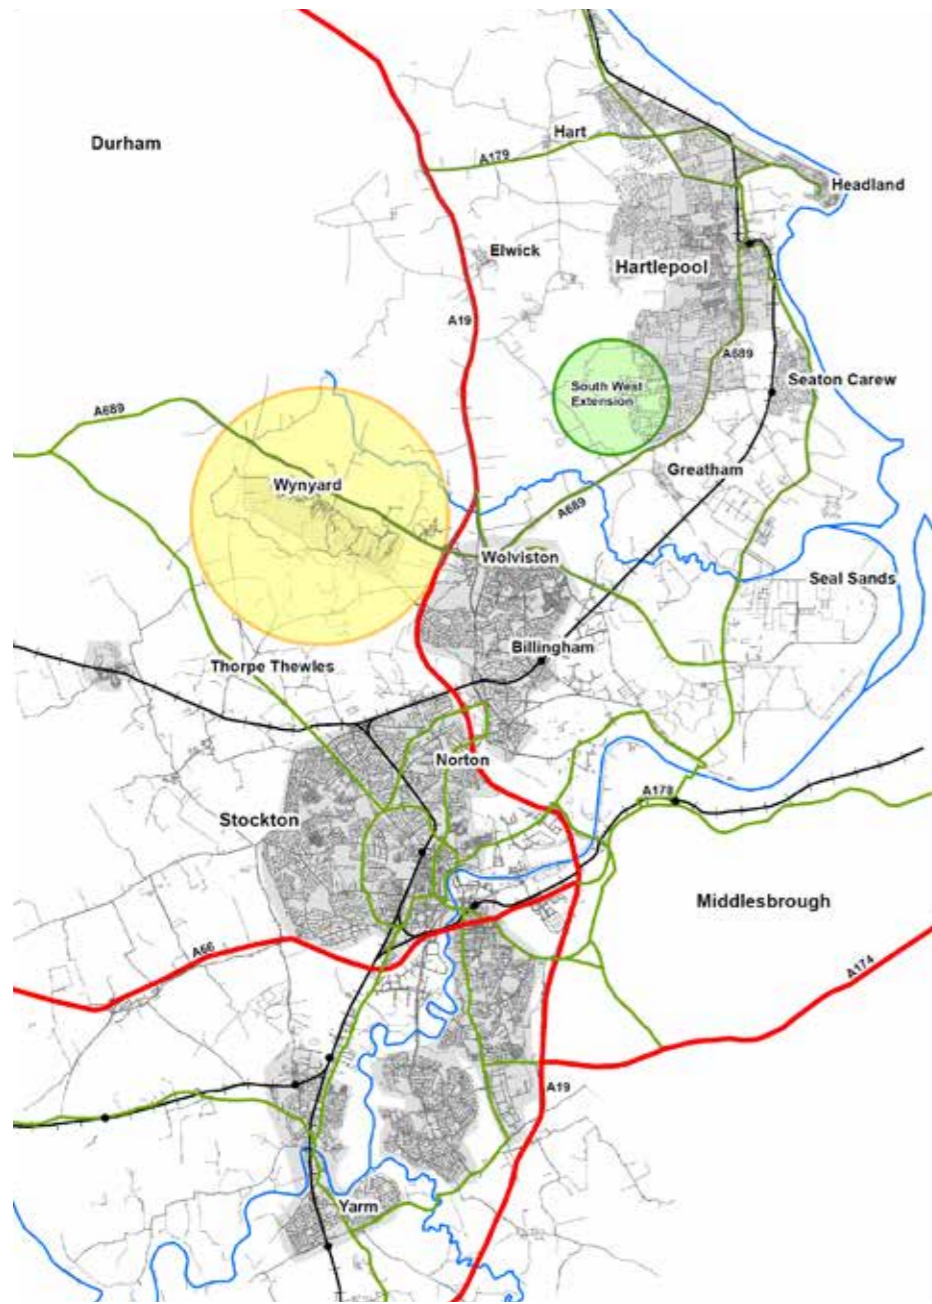 Durham
Hart
A179
Headland
Elwick
Hartlepool
A19
A689
South West
Extension
Seaton Carew
A689
Wynyard
Greatham
A689
Wolviston
Seal Sands
Billingham
Thorpe Thewles
Norton
A178
Stockton
Middlesbrough
A66
A174
A19
Yarm